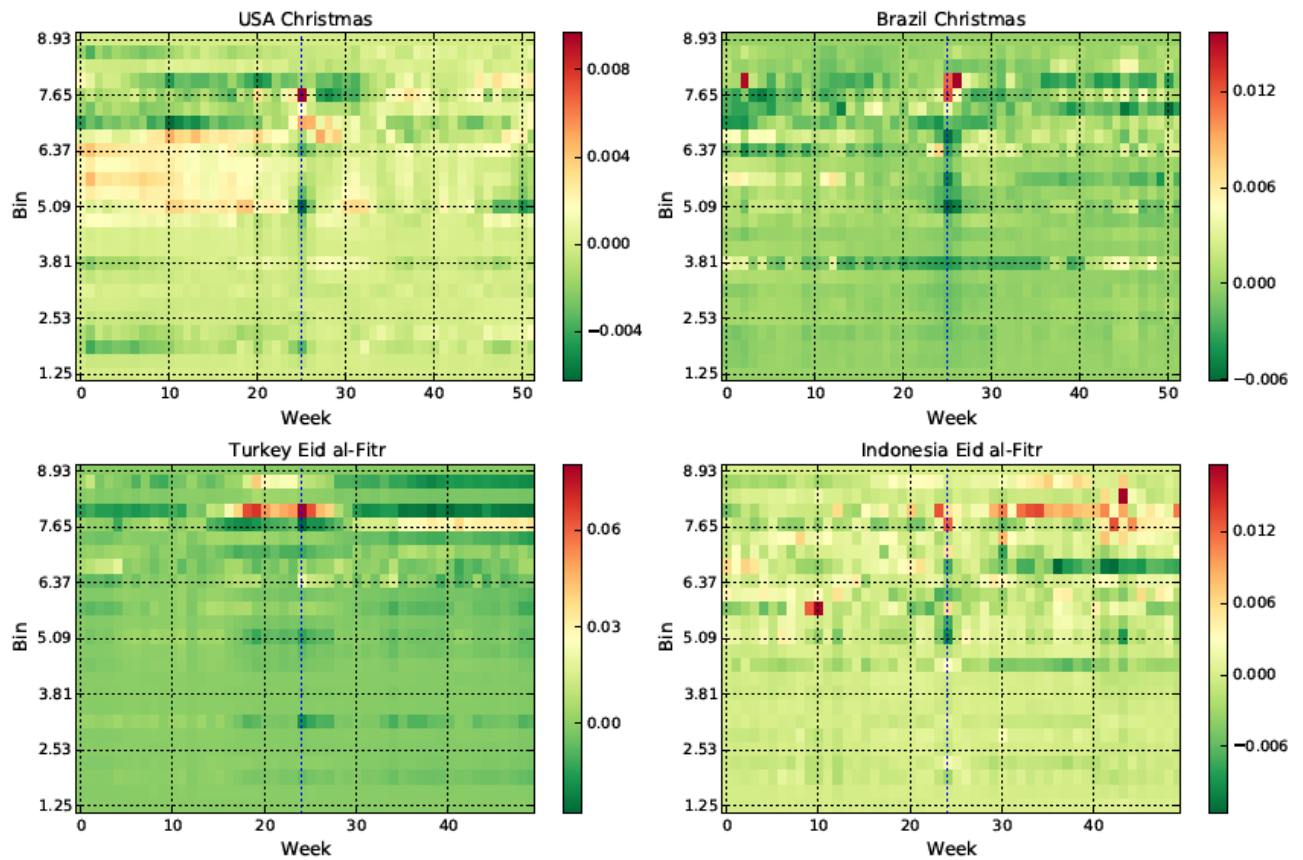 USA Christmas
8.93
7.65
6.37
5.09
3.81
2.53
1.25
Bin
0 10 20 30 40 50
Week
0.008
0.004
0.000
−0.004
Brazil Christmas
8.93
7.65
6.37
5.09
3.81
2.53
1.25
Bin
0 10 20 30 40 50
Week
0.012
0.006
0.000
−0.006
Turkey Eid al-Fitr
8.93
7.65
6.37
5.09
3.81
2.53
1.25
Bin
0 10 20 30 40
Week
0.06
0.03
0.00
Indonesia Eid al-Fitr
8.93
7.65
6.37
5.09
3.81
2.53
1.25
Bin
0 10 20 30 40
Week
0.012
0.006
0.000
−0.006